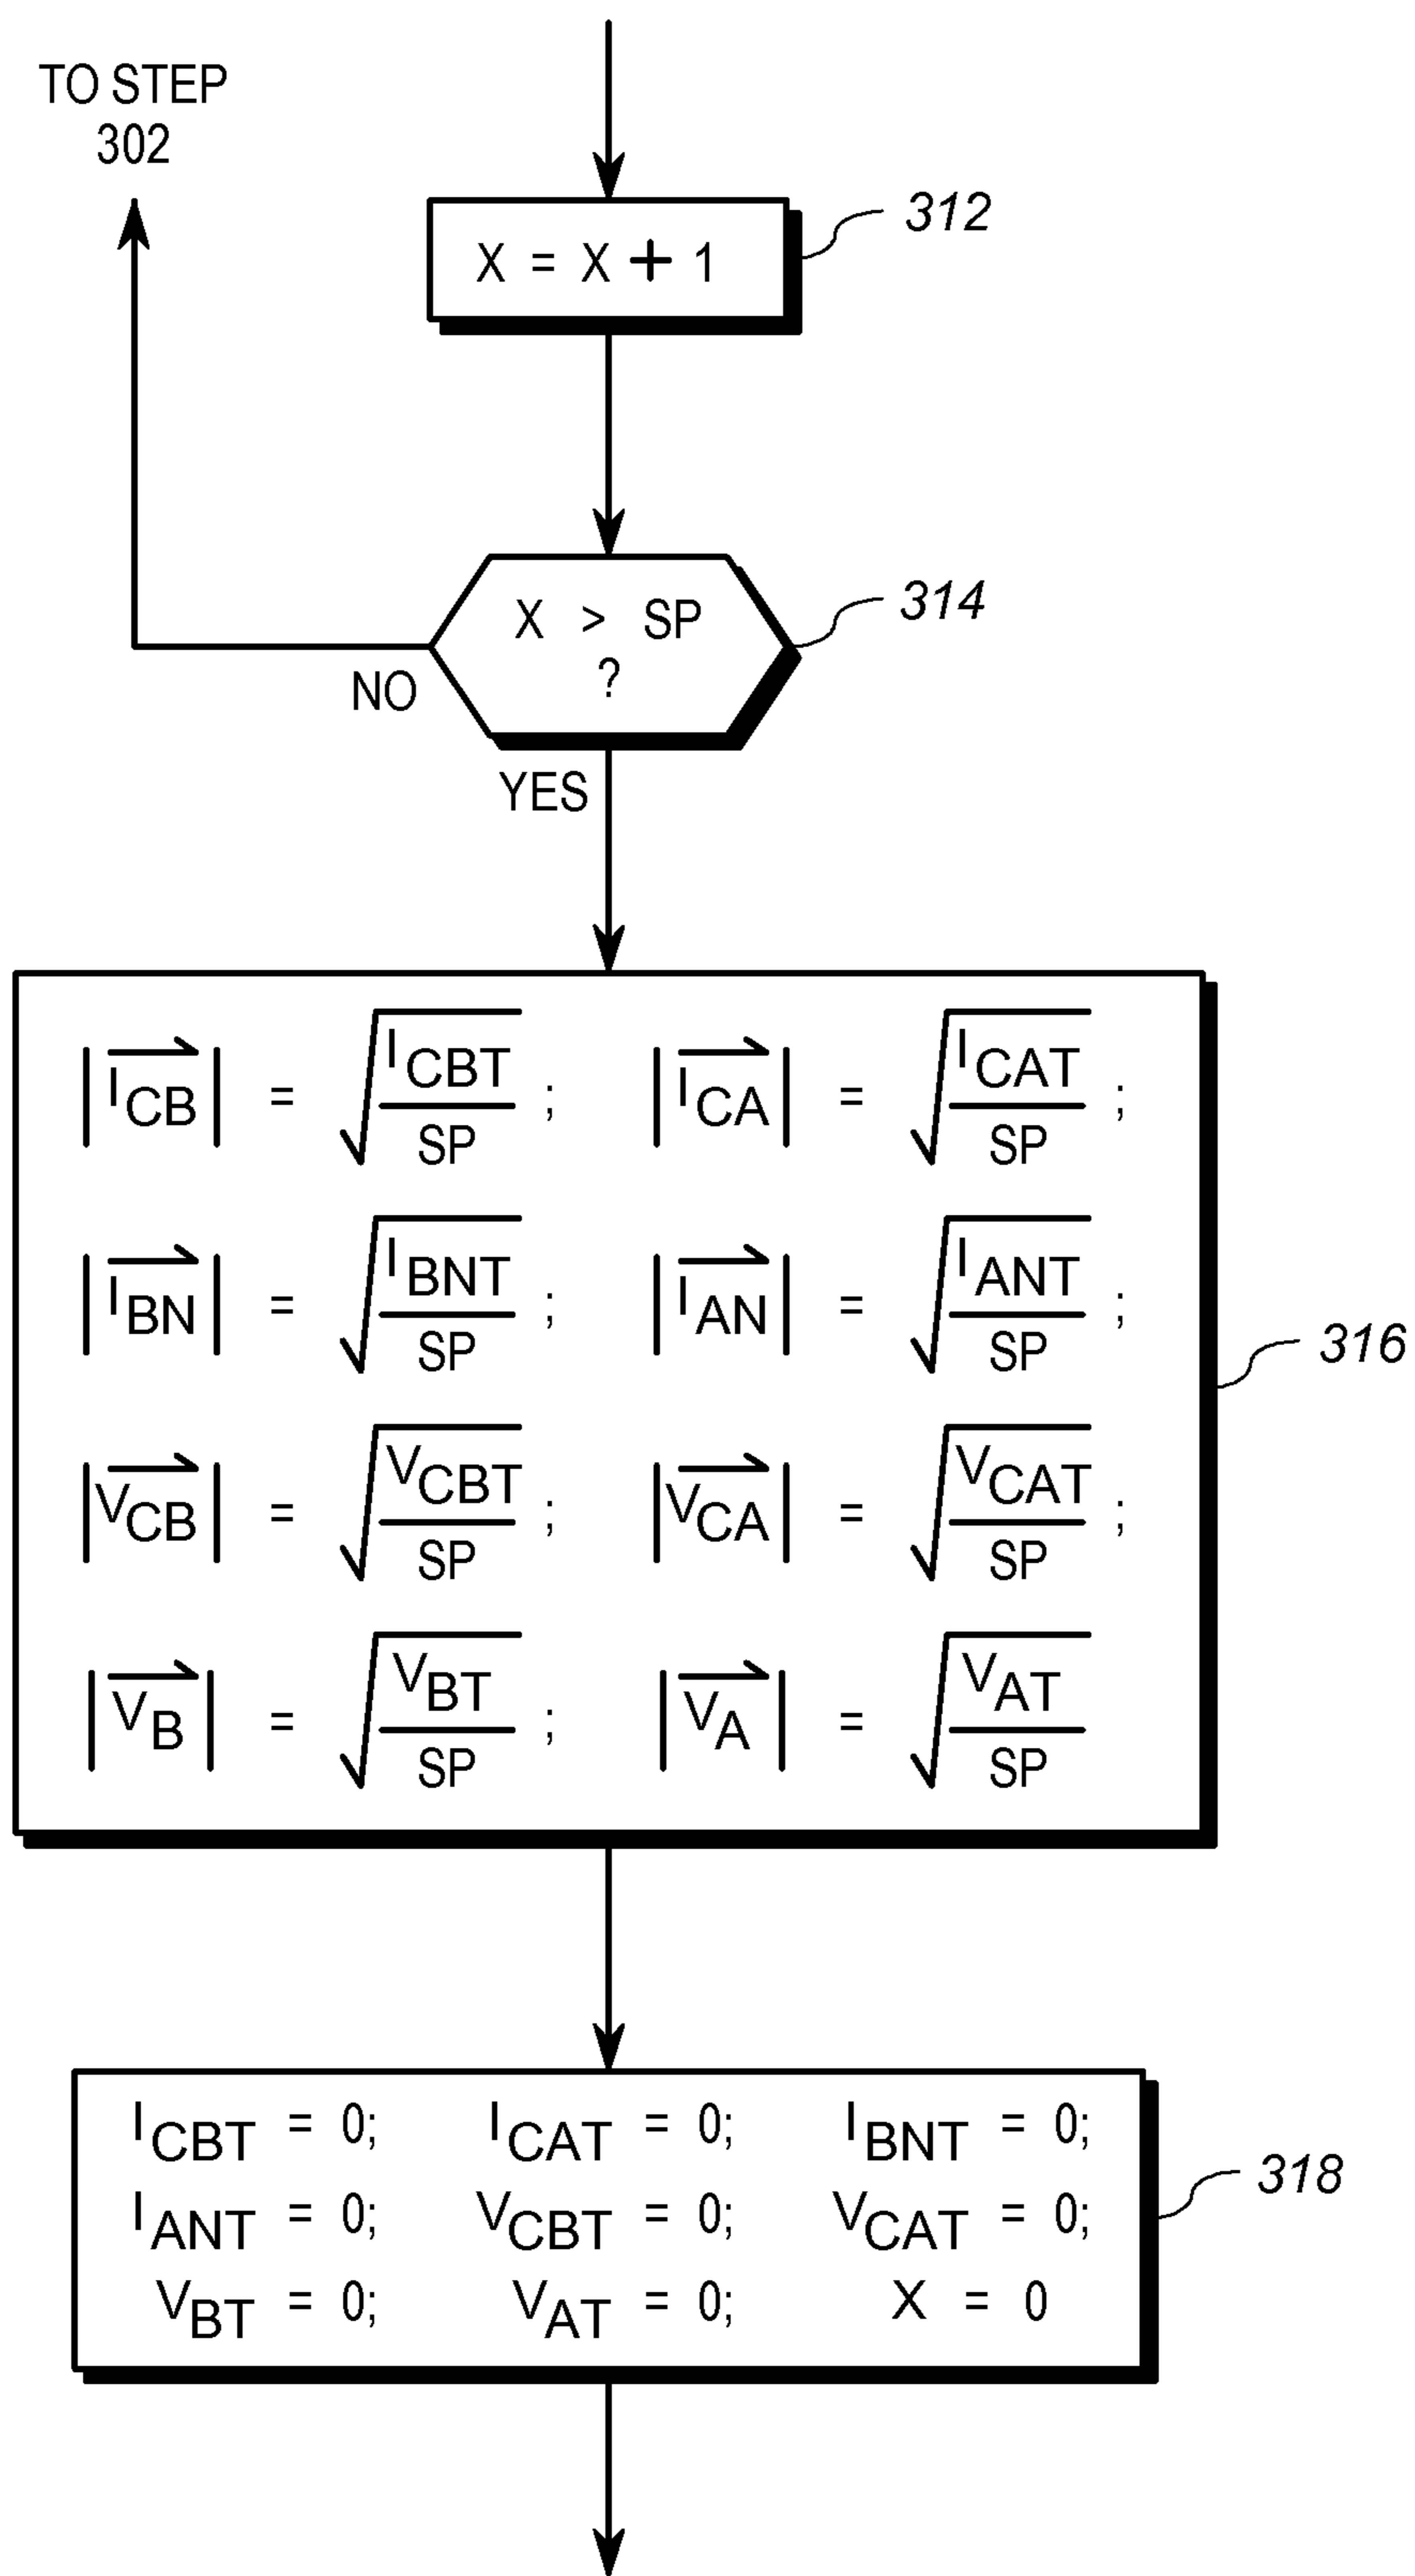 TO STEP
302
X = X + 1
312
X > SP
?
314
NO
YES
|I_CB| = √(I_CBT/SP) ; |I_CA| = √(I_CAT/SP) ;
|I_BN| = √(I_BNT/SP) ; |I_AN| = √(I_ANT/SP) ;
316
|V_CB| = √(V_CBT/SP) ; |V_CA| = √(V_CAT/SP) ;
|V_B| = √(V_BT/SP) ; |V_A| = √(V_AT/SP)
I_CBT = 0; I_CAT = 0; I_BNT = 0;
318
I_ANT = 0; V_CBT = 0; V_CAT = 0;
V_BT = 0; V_AT = 0; X = 0